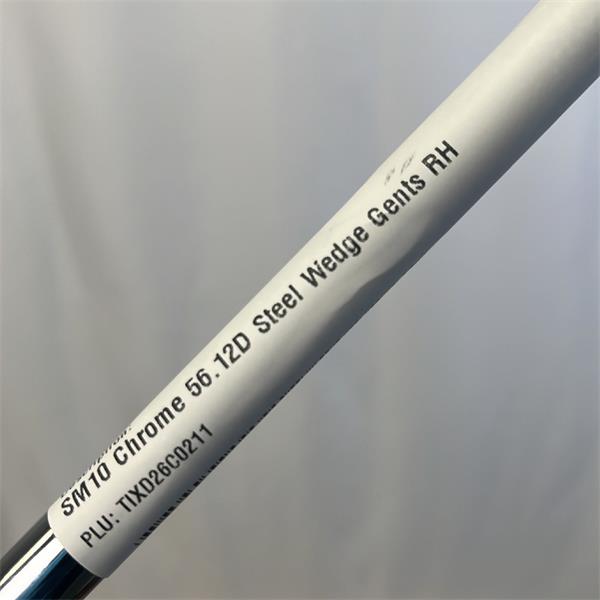 SM10 Chrome 56.12D Steel Wedge Gents RH
PLU: TIXD26C0211